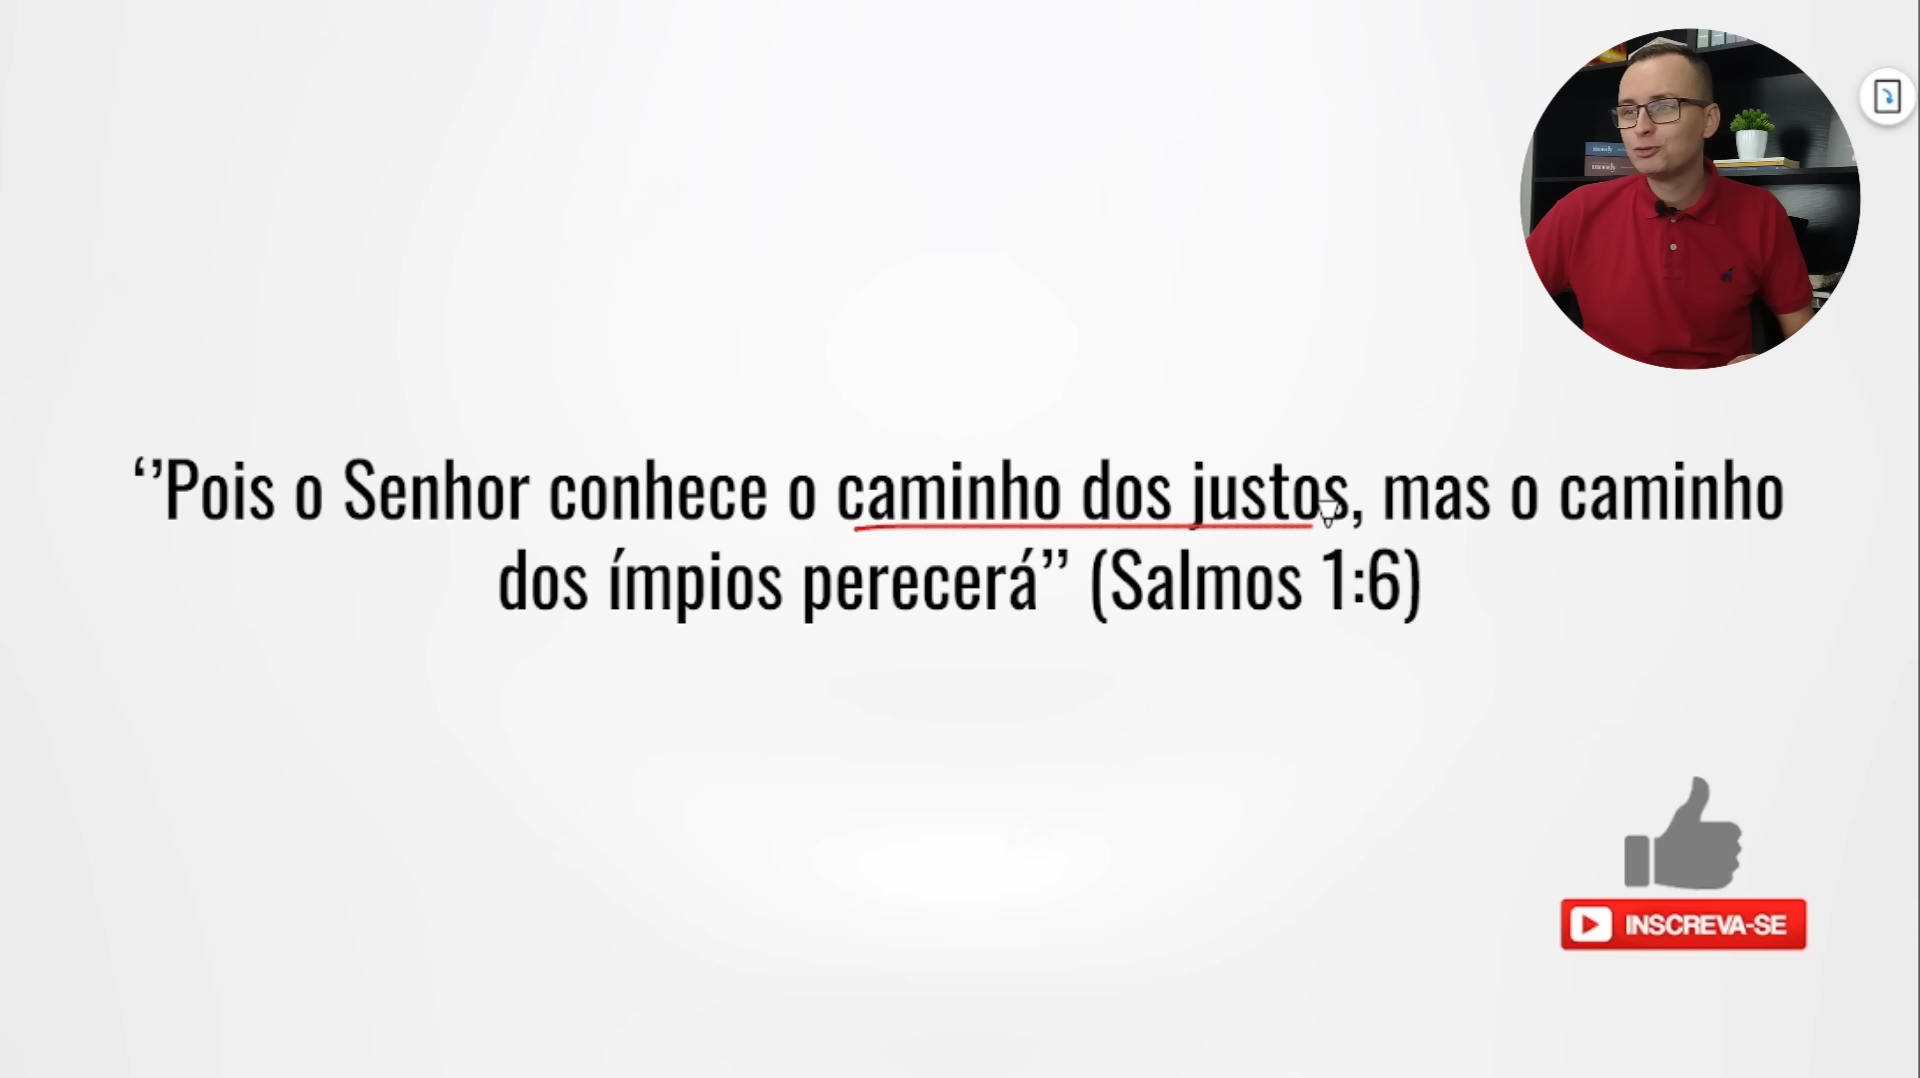 ‘’Pois o Senhor conhece o caminho dos justos, mas o caminho
dos ímpios perecerá’’ (Salmos 1:6)
INSCREVA-SE